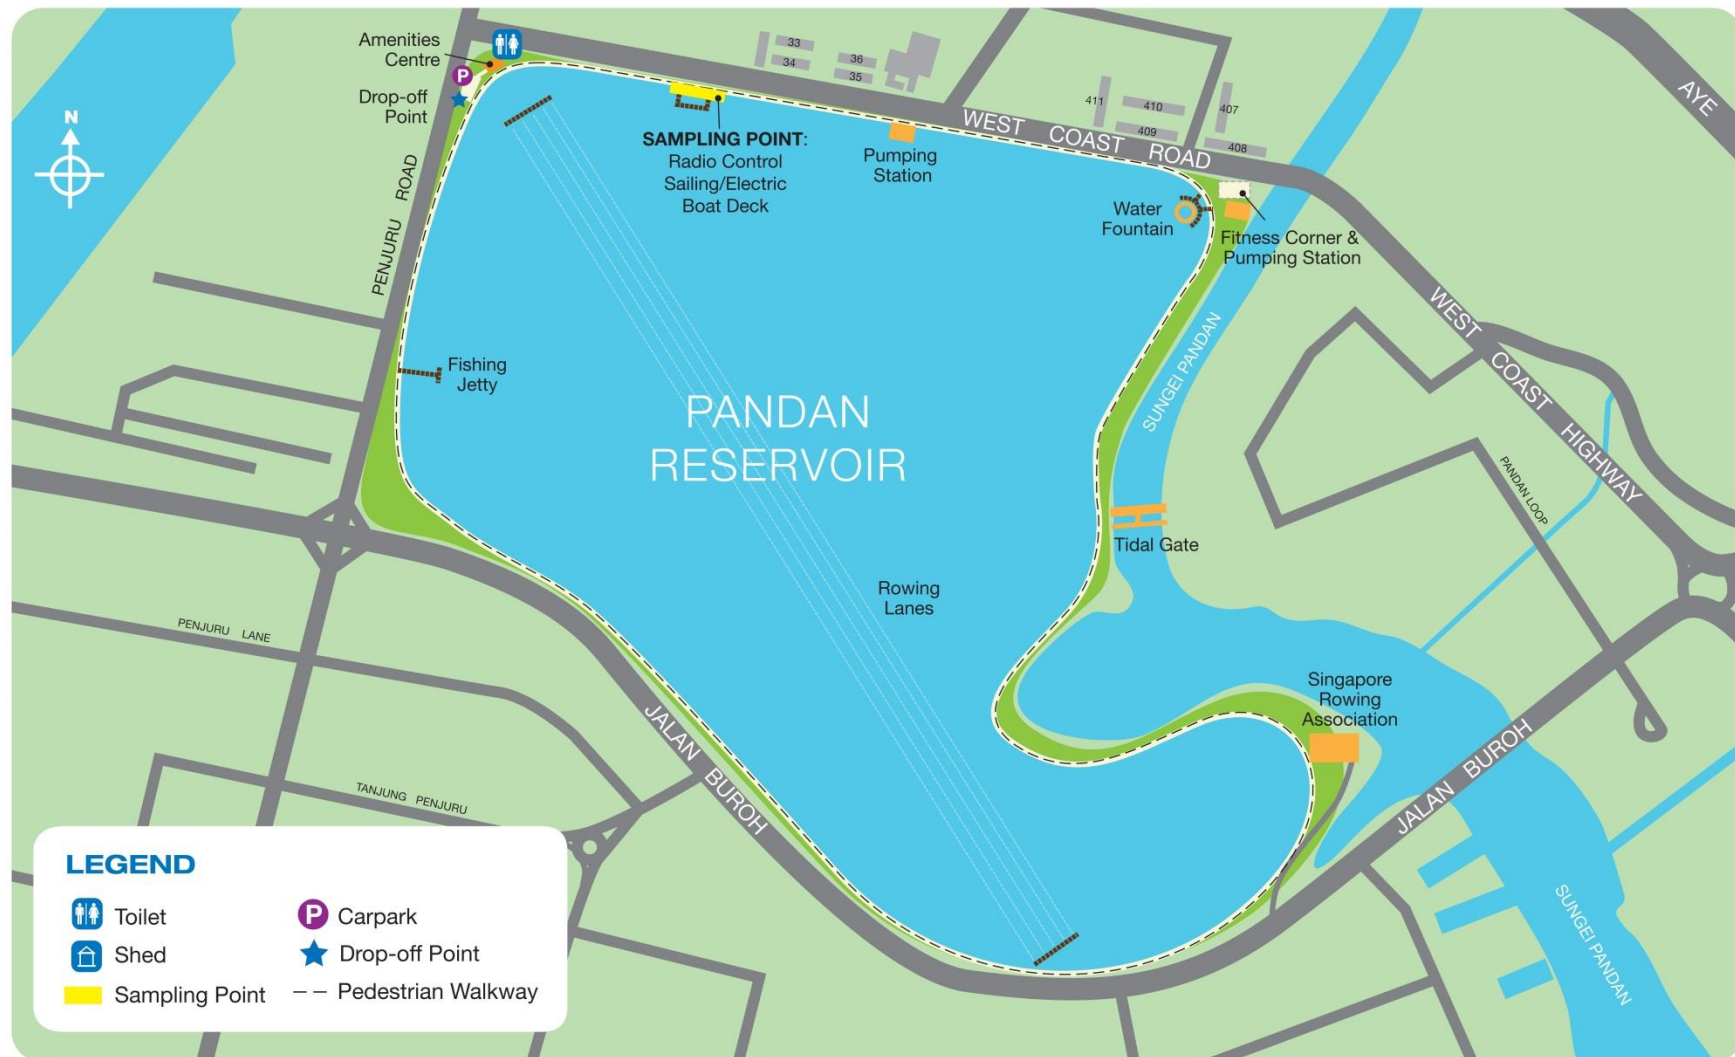 Amenities
Centre
P
Drop-off
Point
N
PENJURU ROAD
33
34
36
35
SAMPLING POINT:
Radio Control
Sailing/Electric
Boat Deck
Pumping
Station
WEST COAST ROAD
411
410
409
407
408
AYE
Water
Fountain
Fitness Corner &
Pumping Station
SUNGEI PANDAN
WEST COAST HIGHWAY
Fishing
Jetty
PANDAN
RESERVOIR
PANDAN LOOP
Tidal Gate
Rowing
Lanes
PENJURU LANE
Singapore
Rowing
Association
JALAN BUROH
JALAN BUROH
TANJUNG PENJURU
SUNGEI PANDAN
LEGEND
Toilet
P Carpark
Shed
Drop-off Point
Sampling Point
Pedestrian Walkway